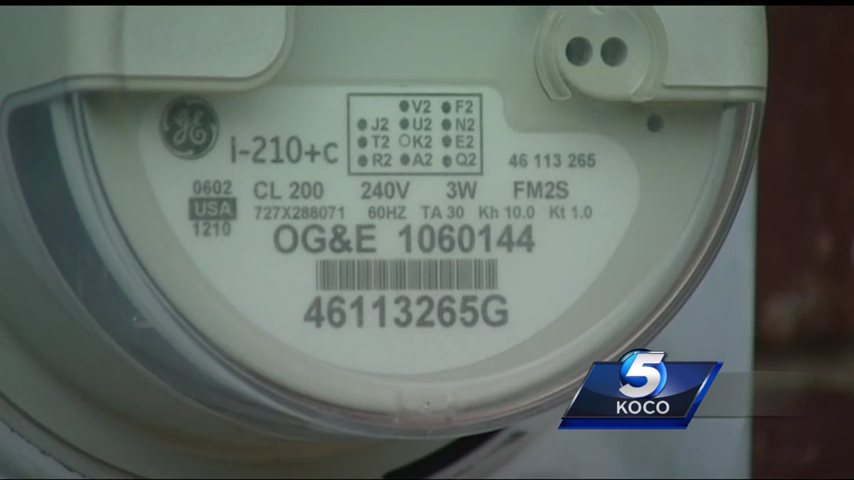 V2 F2
J2 U2 N2
T2 K2 E2
R2 A2 Q2
GE i-210+c
46 113 265
0602 CL 200 240V 3W FM2S
USA 727X288071 60HZ TA 30 Kh 10.0 Kt 1.0
1210
OG&E 1060144
46113265G
5
KOCO